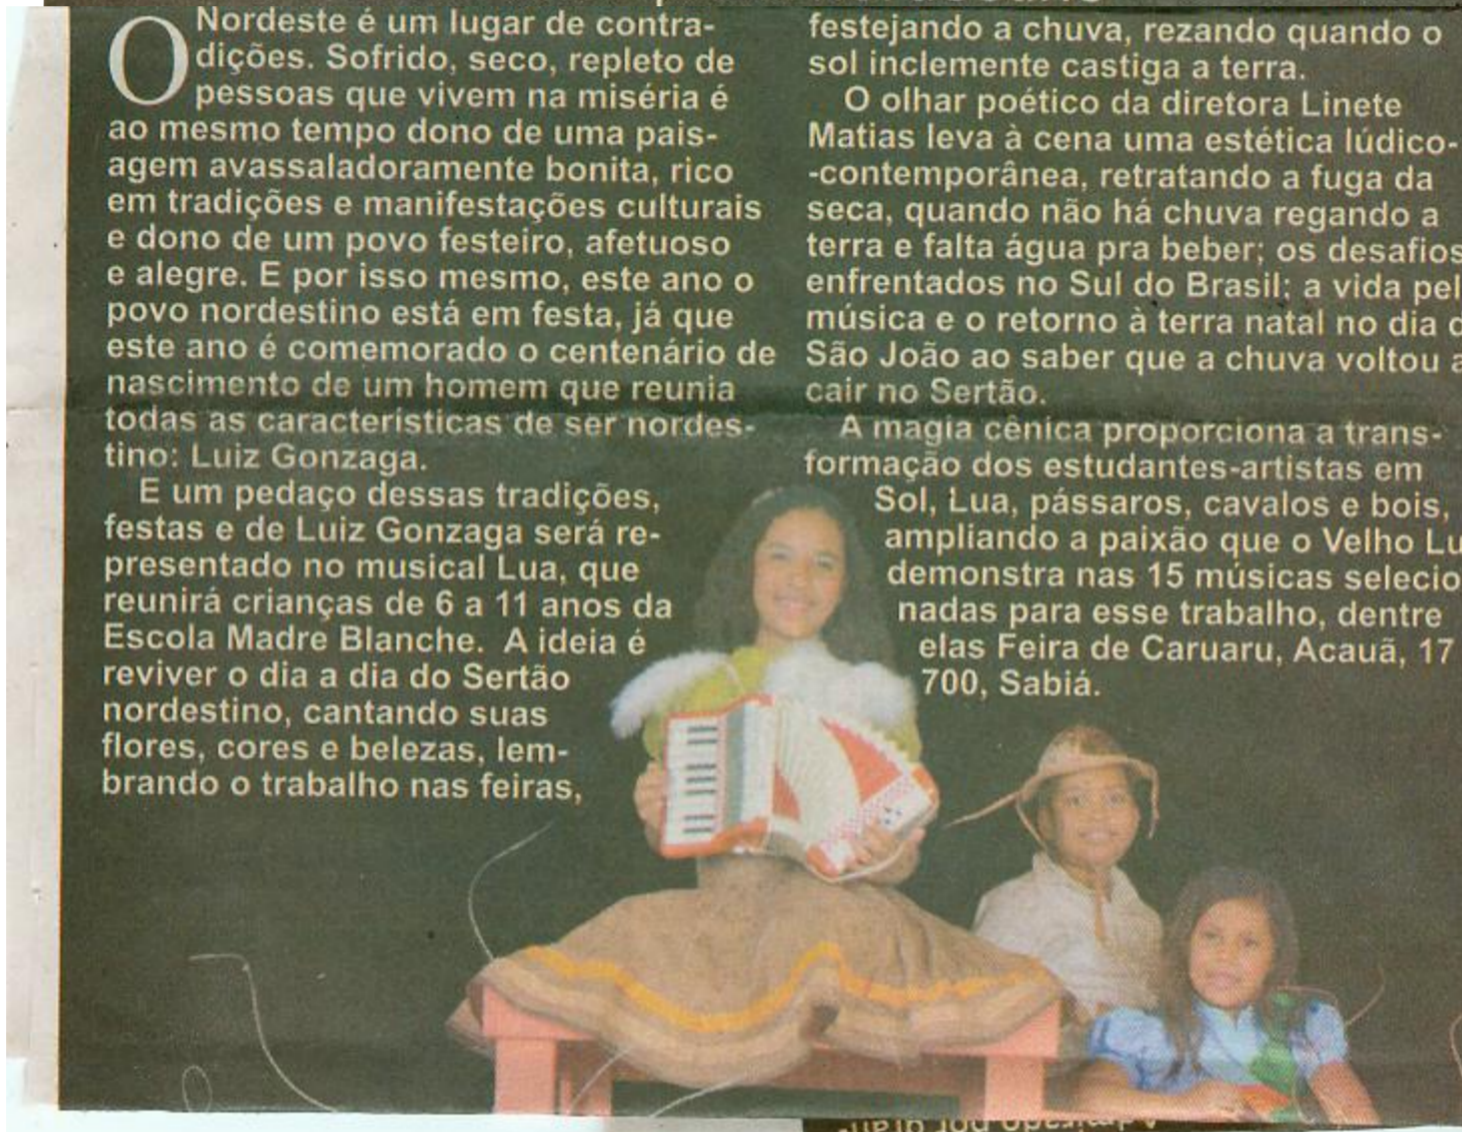 O Nordeste é um lugar de contra-
dições. Sofrido, seco, repleto de
pessoas que vivem na miséria é
ao mesmo tempo dono de uma pais-
agem avassaladoramente bonita, rico
em tradições e manifestações culturais
e dono de um povo festeiro, afetuoso
e alegre. E por isso mesmo, este ano o
povo nordestino está em festa, já que
este ano é comemorado o centenário de
nascimento de um homem que reunia
todas as características de ser nordes-
tino: Luiz Gonzaga.
E um pedaço dessas tradições,
festas e de Luiz Gonzaga será re-
presentado no musical Lua, que
reunirá crianças de 6 a 11 anos da
Escola Madre Blanche. A ideia é
reviver o dia a dia do Sertão
nordestino, cantando suas
flores, cores e belezas, lem-
brando o trabalho nas feiras,
festejando a chuva, rezando quando o
sol inclemente castiga a terra.
O olhar poético da diretora Linete
Matias leva à cena uma estética lúdico-
-contemporânea, retratando a fuga da
seca, quando não há chuva regando a
terra e falta água pra beber; os desafios
enfrentados no Sul do Brasil; a vida pel
música e o retorno à terra natal no dia d
São João ao saber que a chuva voltou a
cair no Sertão.
A magia cênica proporciona a trans-
formação dos estudantes-artistas em
Sol, Lua, pássaros, cavalos e bois,
ampliando a paixão que o Velho Lu
demonstra nas 15 músicas selecio
nadas para esse trabalho, dentre
elas Feira de Caruaru, Acauã, 17
700, Sabiá.